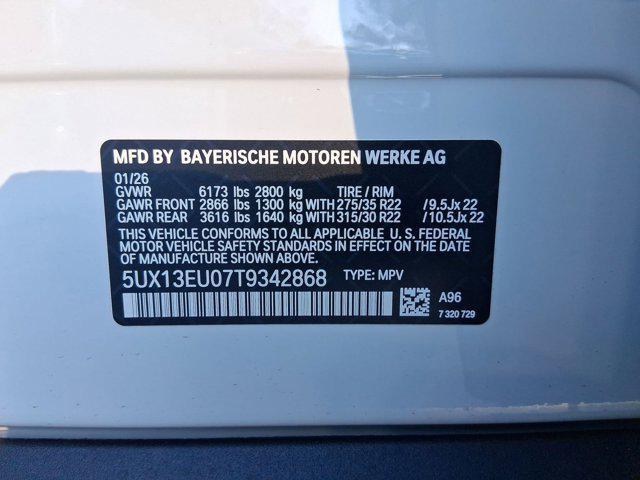 MFD BY BAYERISCHE MOTOREN WERKE AG
01/26
GVWR 6173 lbs 2800 kg TIRE / RIM
GAWR FRONT 2866 lbs 1300 kg WITH 275/35 R22 /9.5Jx 22
GAWR REAR 3616 lbs 1640 kg WITH 315/30 R22 /10.5Jx 22
THIS VEHICLE CONFORMS TO ALL APPLICABLE U. S. FEDERAL
MOTOR VEHICLE SAFETY STANDARDS IN EFFECT ON THE DATE
OF MANUFACTURE SHOWN ABOVE.
5UX13EU07T9342868 TYPE: MPV
A96
7 320 729